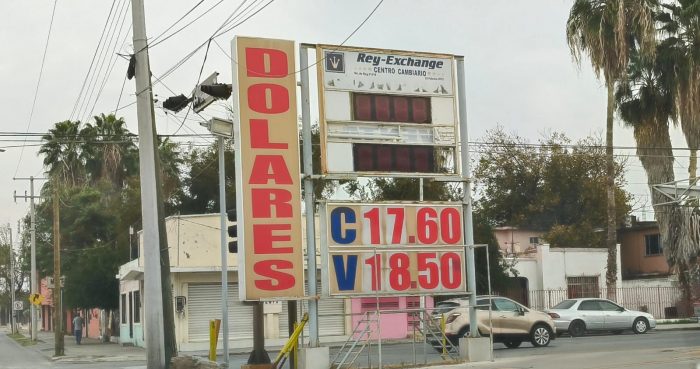 DOLARES
Rey-Exchange
CENTRO CAMBIARIO
C 17.60
V 18.50